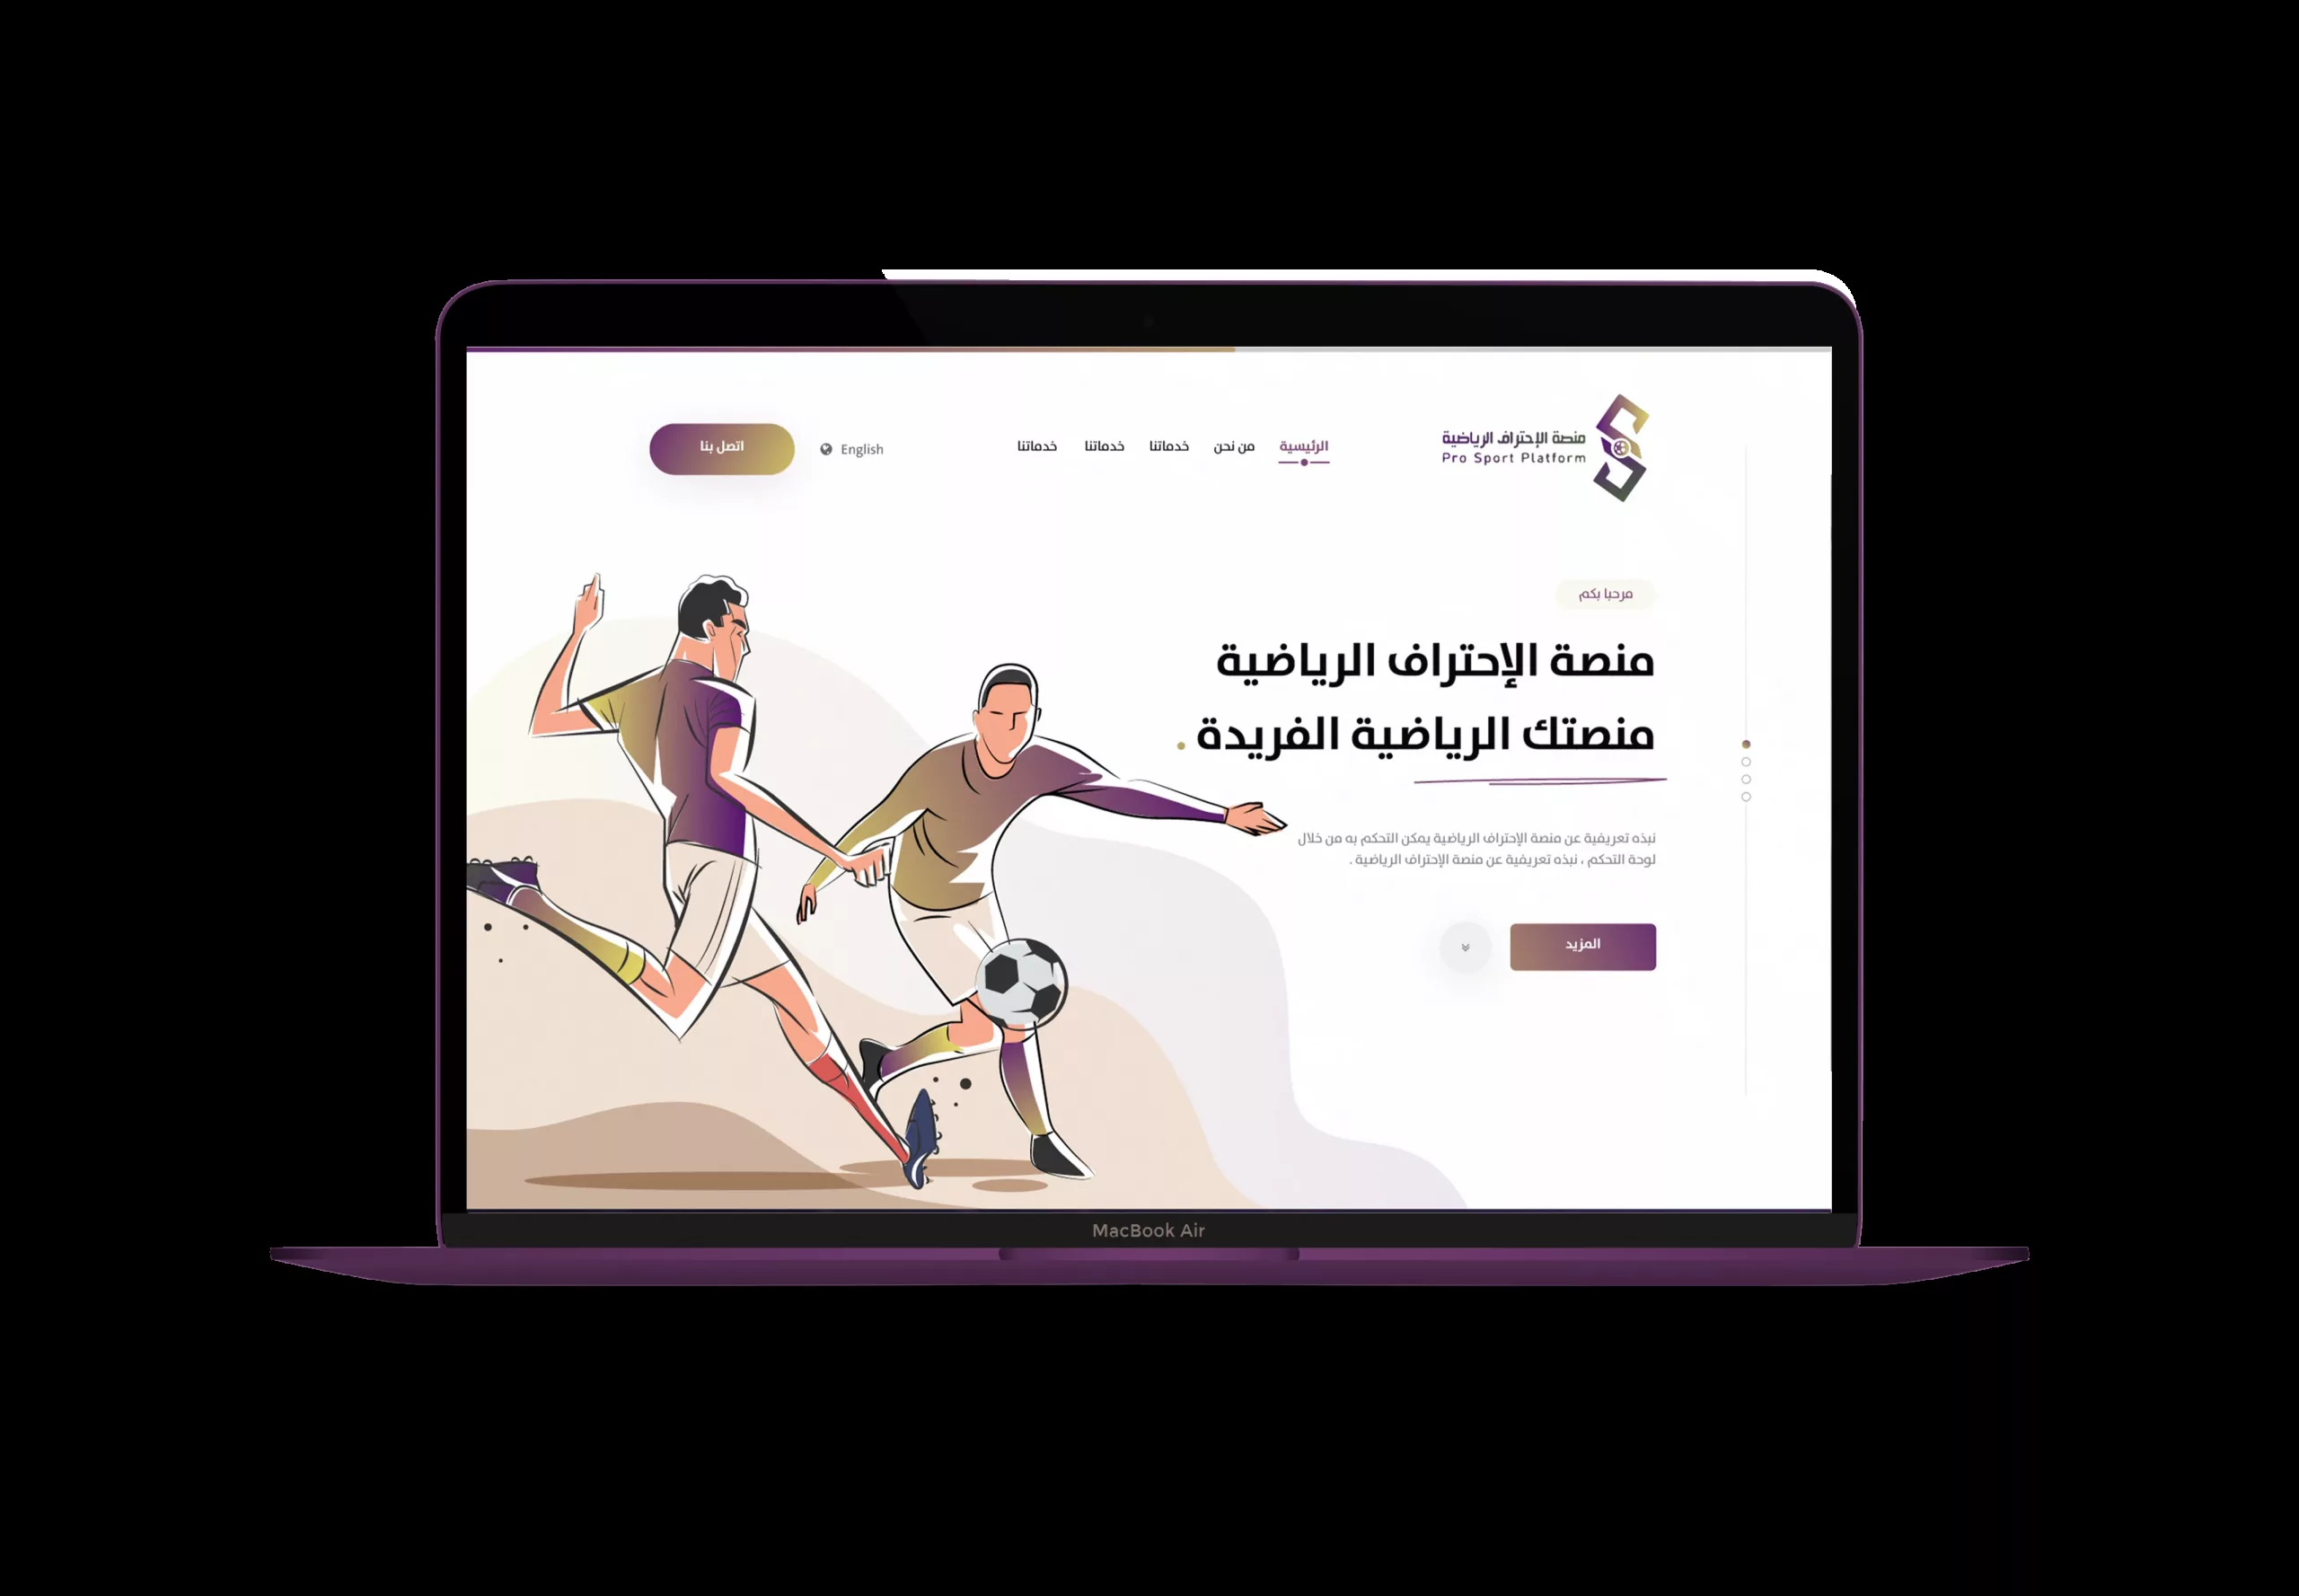 منصة الإحتراف الرياضية
Pro Sport Platform
الرئيسية
من نحن
خدماتنا
خدماتنا
خدماتنا
English
اتصل بنا
مرحبا بكم
منصة الإحتراف الرياضية
منصتك الرياضية الفريدة .
نبذه تعريفية عن منصة الإحتراف الرياضية يمكن التحكم به من خلال
لوحة التحكم ، نبذه تعريفية عن منصة الإحتراف الرياضية .
المزيد
MacBook Air